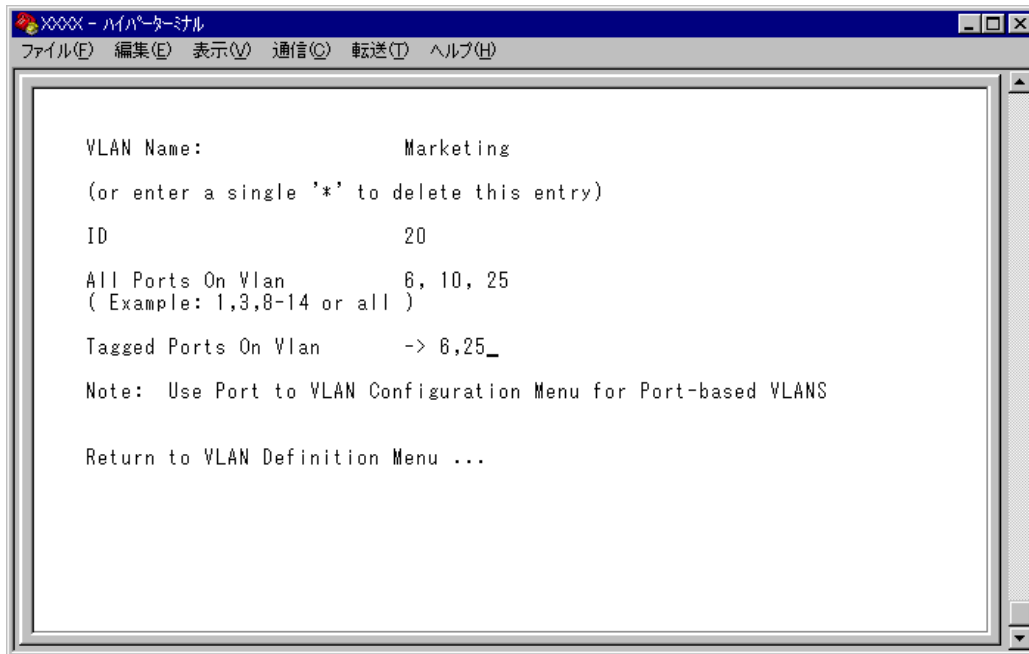 XXXX - ハイパーターミナル
ファイル(F) 編集(E) 表示(V) 通信(C) 転送(T) ヘルプ(H)
VLAN Name: Marketing
(or enter a single '*' to delete this entry)
ID 20
All Ports On Vlan 6, 10, 25
( Example: 1,3,8-14 or all )
Tagged Ports On Vlan -> 6,25_
Note: Use Port to VLAN Configuration Menu for Port-based VLANS
Return to VLAN Definition Menu ...